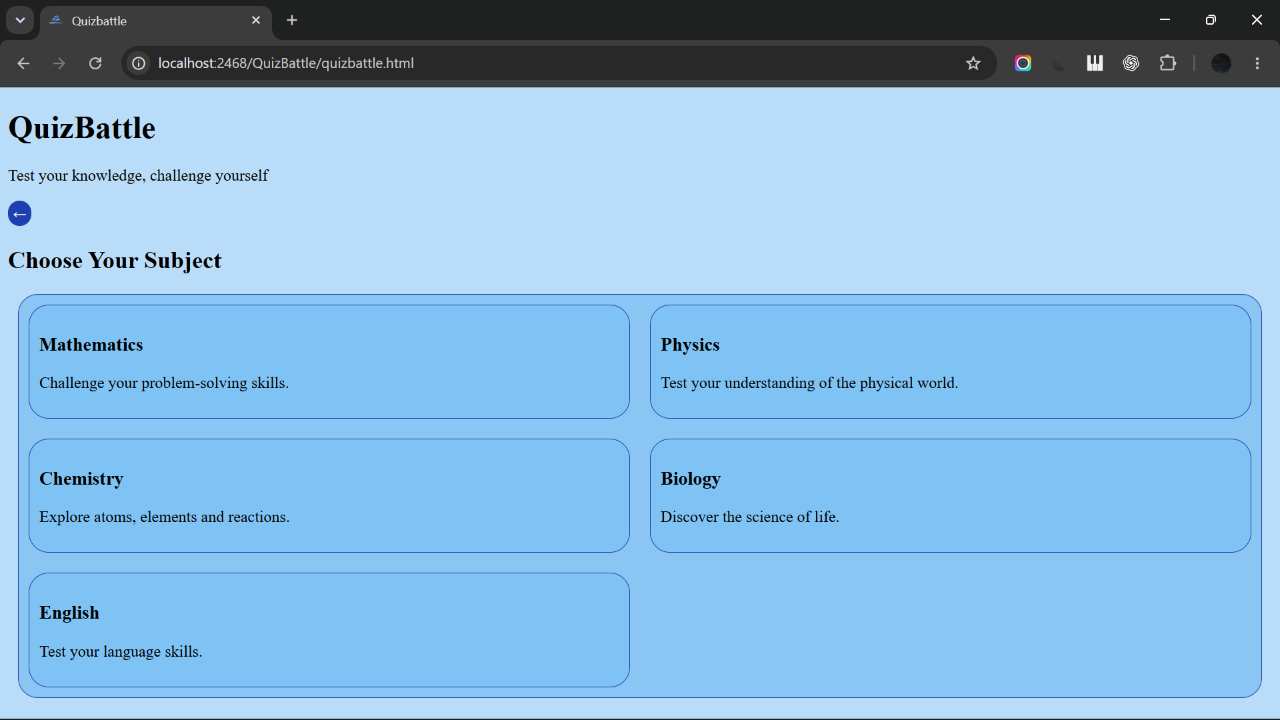 Quizbattle
localhost:2468/QuizBattle/quizbattle.html
QuizBattle
Test your knowledge, challenge yourself
←
Choose Your Subject
Mathematics
Challenge your problem-solving skills.
Physics
Test your understanding of the physical world.
Chemistry
Explore atoms, elements and reactions.
Biology
Discover the science of life.
English
Test your language skills.